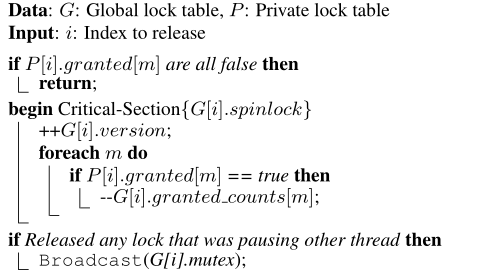 Data: G: Global lock table, P: Private lock table
Input: i: Index to release
if P[i].granted[m] are all false then
return;
begin Critical-Section{G[i].spinlock}
++G[i].version;
foreach m do
if P[i].granted[m] == true then
--G[i].granted_counts[m];
if Released any lock that was pausing other thread then
Broadcast(G[i].mutex);